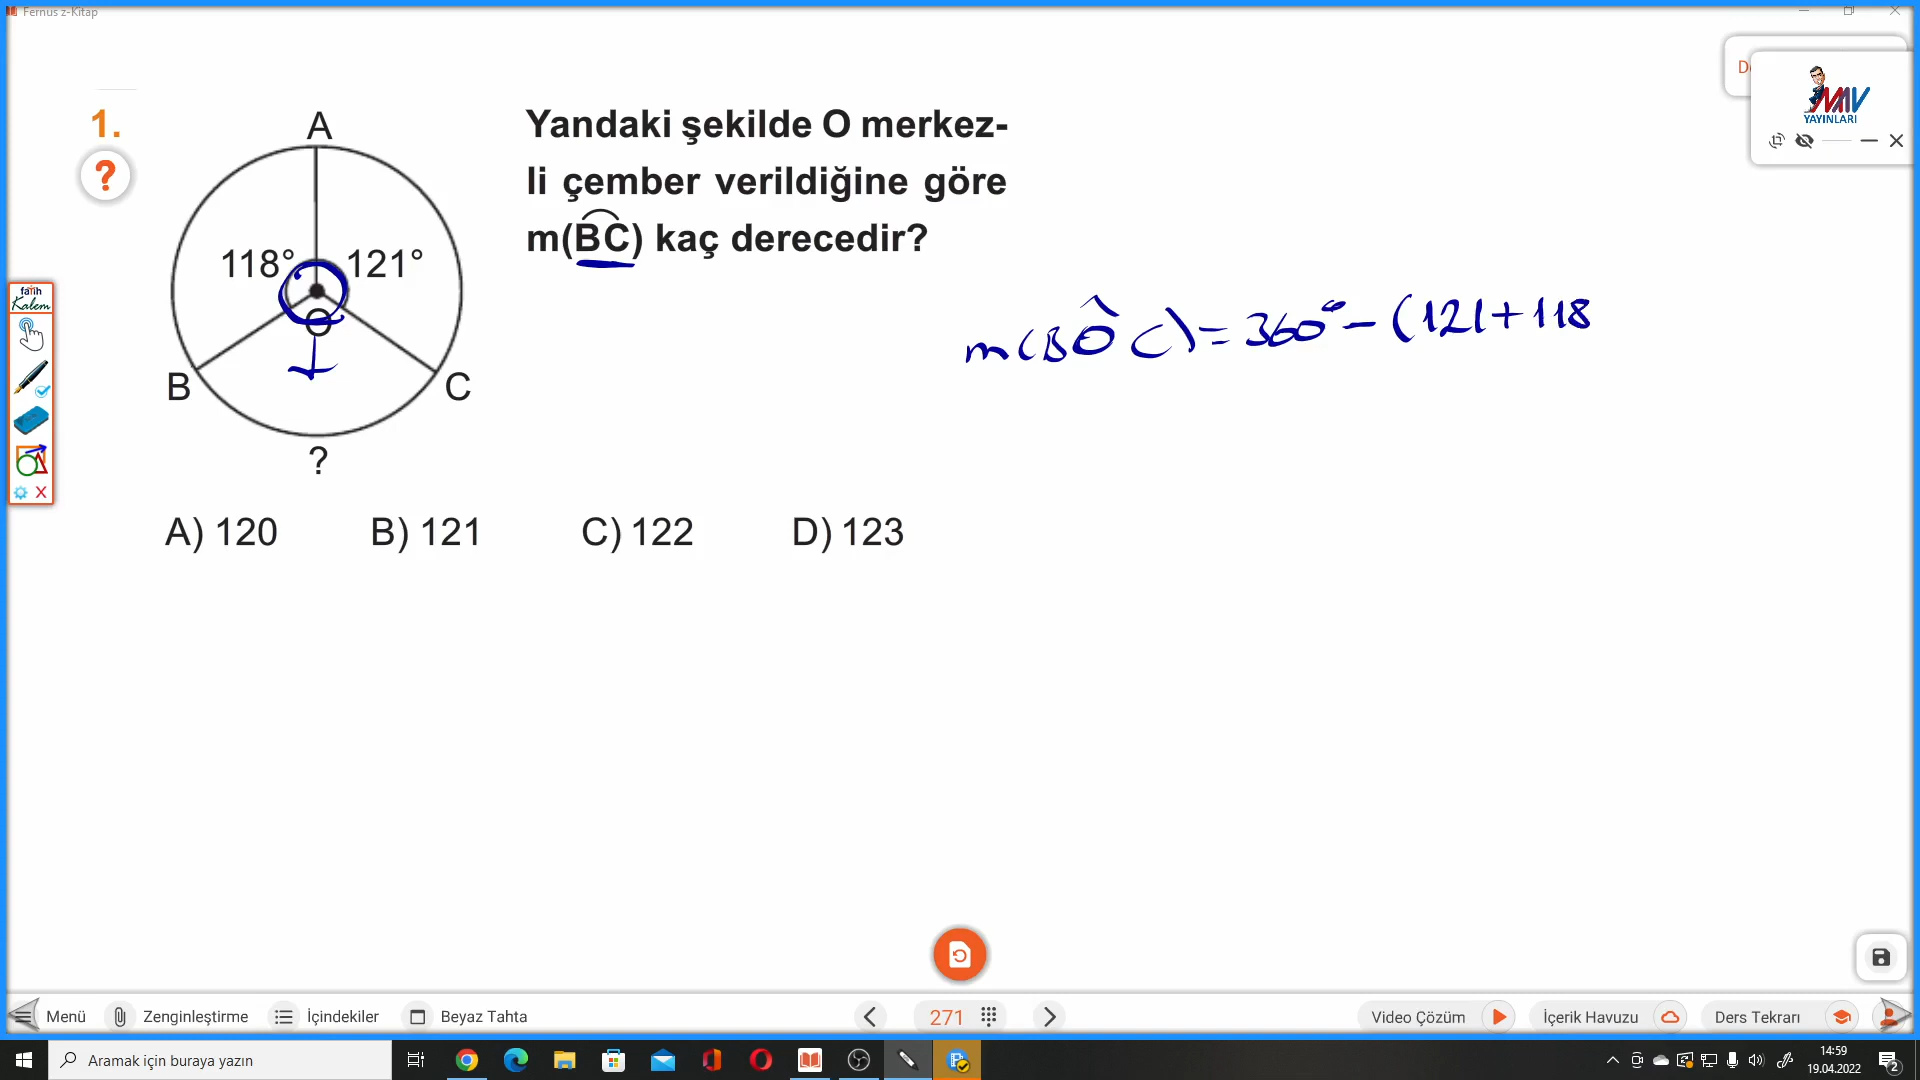 Fernus z-Kitap
1.
?
A
118°
121°
O
B
C
?
Yandaki şekilde O merkez-
li çember verildiğine göre
m(BC) kaç derecedir?
m(BÔC)=360°-(121+118
A) 120
B) 121
C) 122
D) 123
MAV
YAYINLARI
fatih
Kalem
Menü
Zenginleştirme
İçindekiler
Beyaz Tahta
271
Video Çözüm
İçerik Havuzu
Ders Tekrarı
Aramak için buraya yazın
14:59
19.04.2022
2